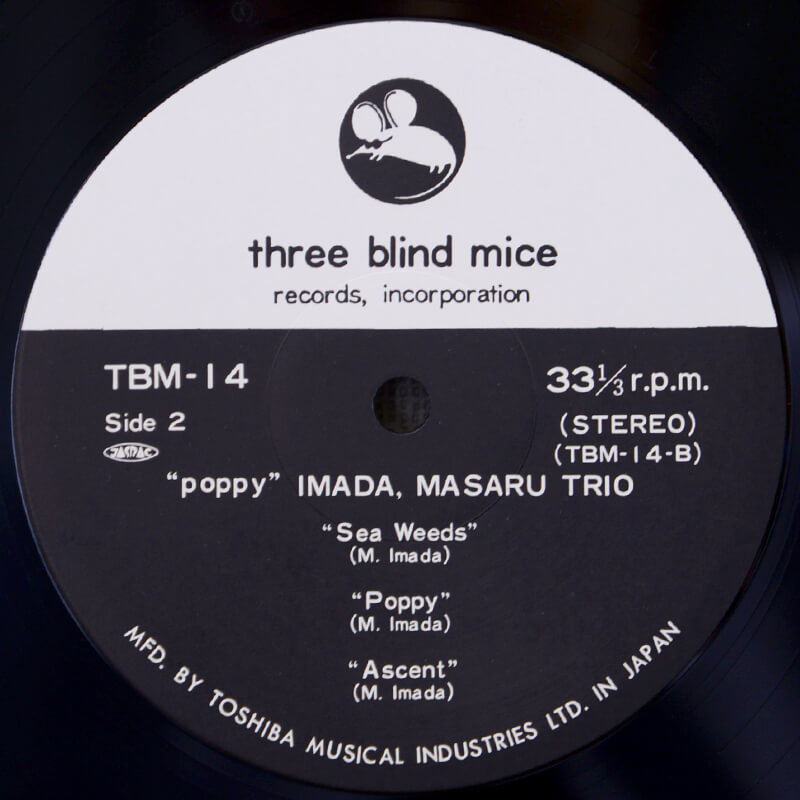 three blind mice
records, incorporation
TBM-14
33⅓ r.p.m.
Side 2
(STEREO)
JASRAC
(TBM-14-B)
“poppy” IMADA, MASARU TRIO
“Sea Weeds”
(M. Imada)
“Poppy”
(M. Imada)
“Ascent”
(M. Imada)
MFD. BY TOSHIBA MUSICAL INDUSTRIES LTD. IN JAPAN